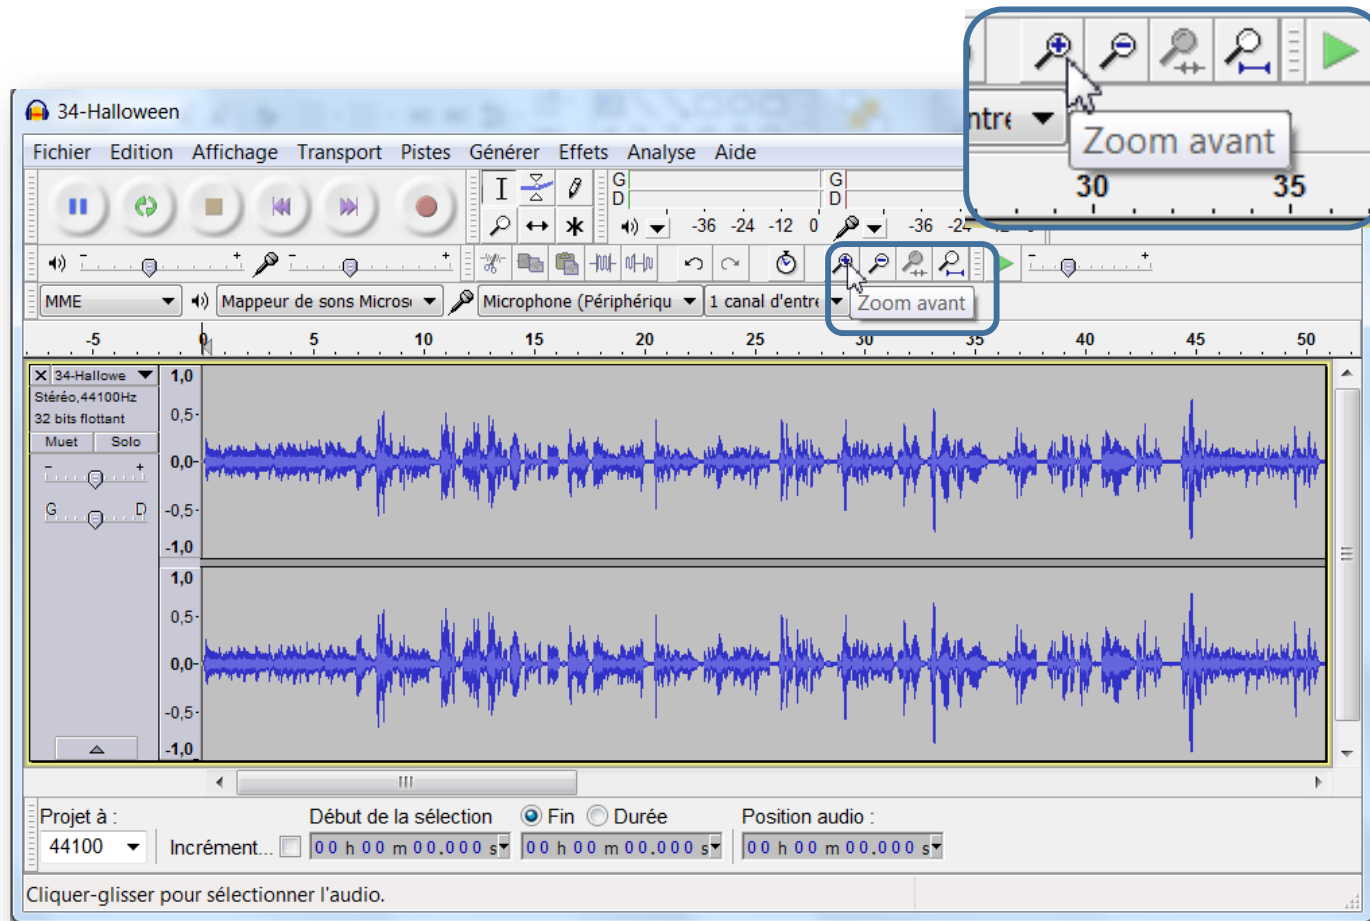 Zoom avant
ntre
30 35
34-Halloween
Fichier Edition Affichage Transport Pistes Générer Effets Analyse Aide
G G
D D
-36 -24 -12 0 -36 -24
- + - + - +
MME Mappeur de sons Micros Microphone (Périphériqu 1 canal d'entre Zoom avant
-5 0 5 10 15 20 25 30 35 40 45 50
X 34-Hallowe
Stéréo,44100Hz
32 bits flottant
Muet Solo
- +
G D
1,0
0,5-
0,0-
-0,5-
-1,0
1,0
0,5-
0,0-
-0,5-
-1,0
Projet à : Début de la sélection Fin Durée Position audio :
44100 Incrément... 00 h 00 m 00.000 s 00 h 00 m 00.000 s 00 h 00 m 00.000 s
Cliquer-glisser pour sélectionner l'audio.